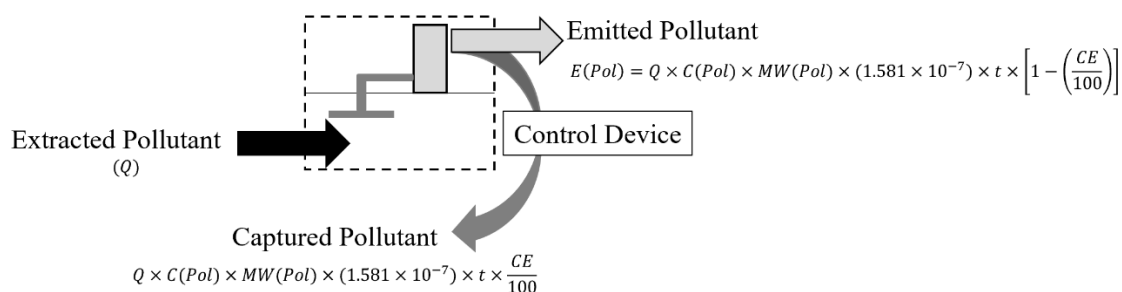 Emitted Pollutant
E(Pol) = Q × C(Pol) × MW(Pol) × (1.581 × 10⁻⁷) × t × [1 − (CE/100)]
Control Device
Extracted Pollutant
(Q)
Captured Pollutant
Q × C(Pol) × MW(Pol) × (1.581 × 10⁻⁷) × t × CE/100